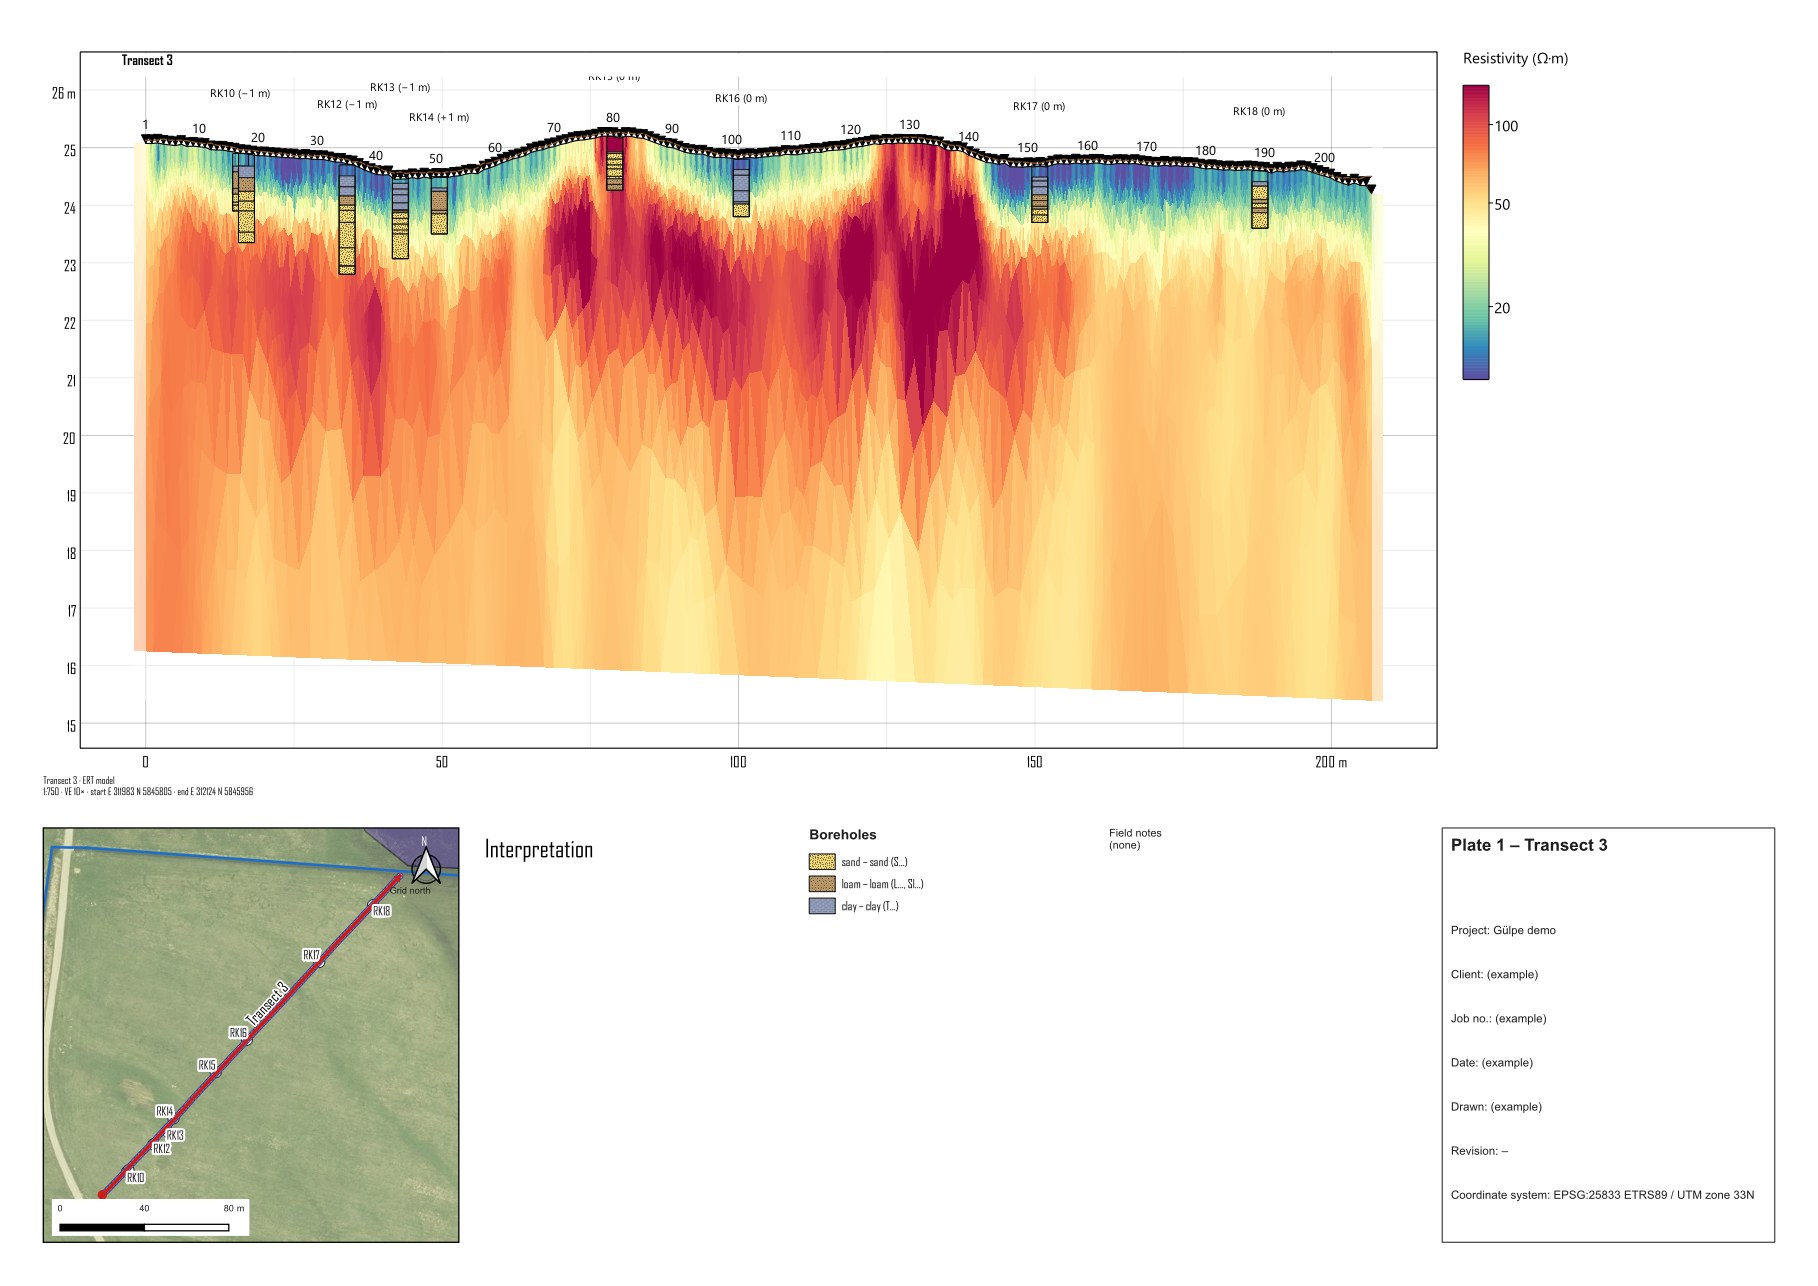 Transect 3
Resistivity (Ω·m)
RK13 (−1 m)
RK15 (0 m)
RK10 (−1 m)
RK12 (−1 m)
RK14 (+1 m)
RK16 (0 m)
RK17 (0 m)
RK18 (0 m)
26 m
25
24
23
22
21
20
19
18
17
16
15
1
10
20
30
40
50
60
70
80
90
100
110
120
130
140
150
160
170
180
190
200
100
50
20
0
50
100
150
200 m
Transect 3 · ERT model
1:750 · VE 10× · start E 311983 N 5845805 · end E 312124 N 5845956
N
Grid north
RK18
RK17
Transect 3
RK16
RK15
RK14
RK13
RK12
RK10
0
40
80 m
Interpretation
Boreholes
sand – sand (S...)
loam – loam (L..., Sl...)
clay – clay (T...)
Field notes
(none)
Plate 1 – Transect 3
Project: Gülpe demo
Client: (example)
Job no.: (example)
Date: (example)
Drawn: (example)
Revision: –
Coordinate system: EPSG:25833 ETRS89 / UTM zone 33N